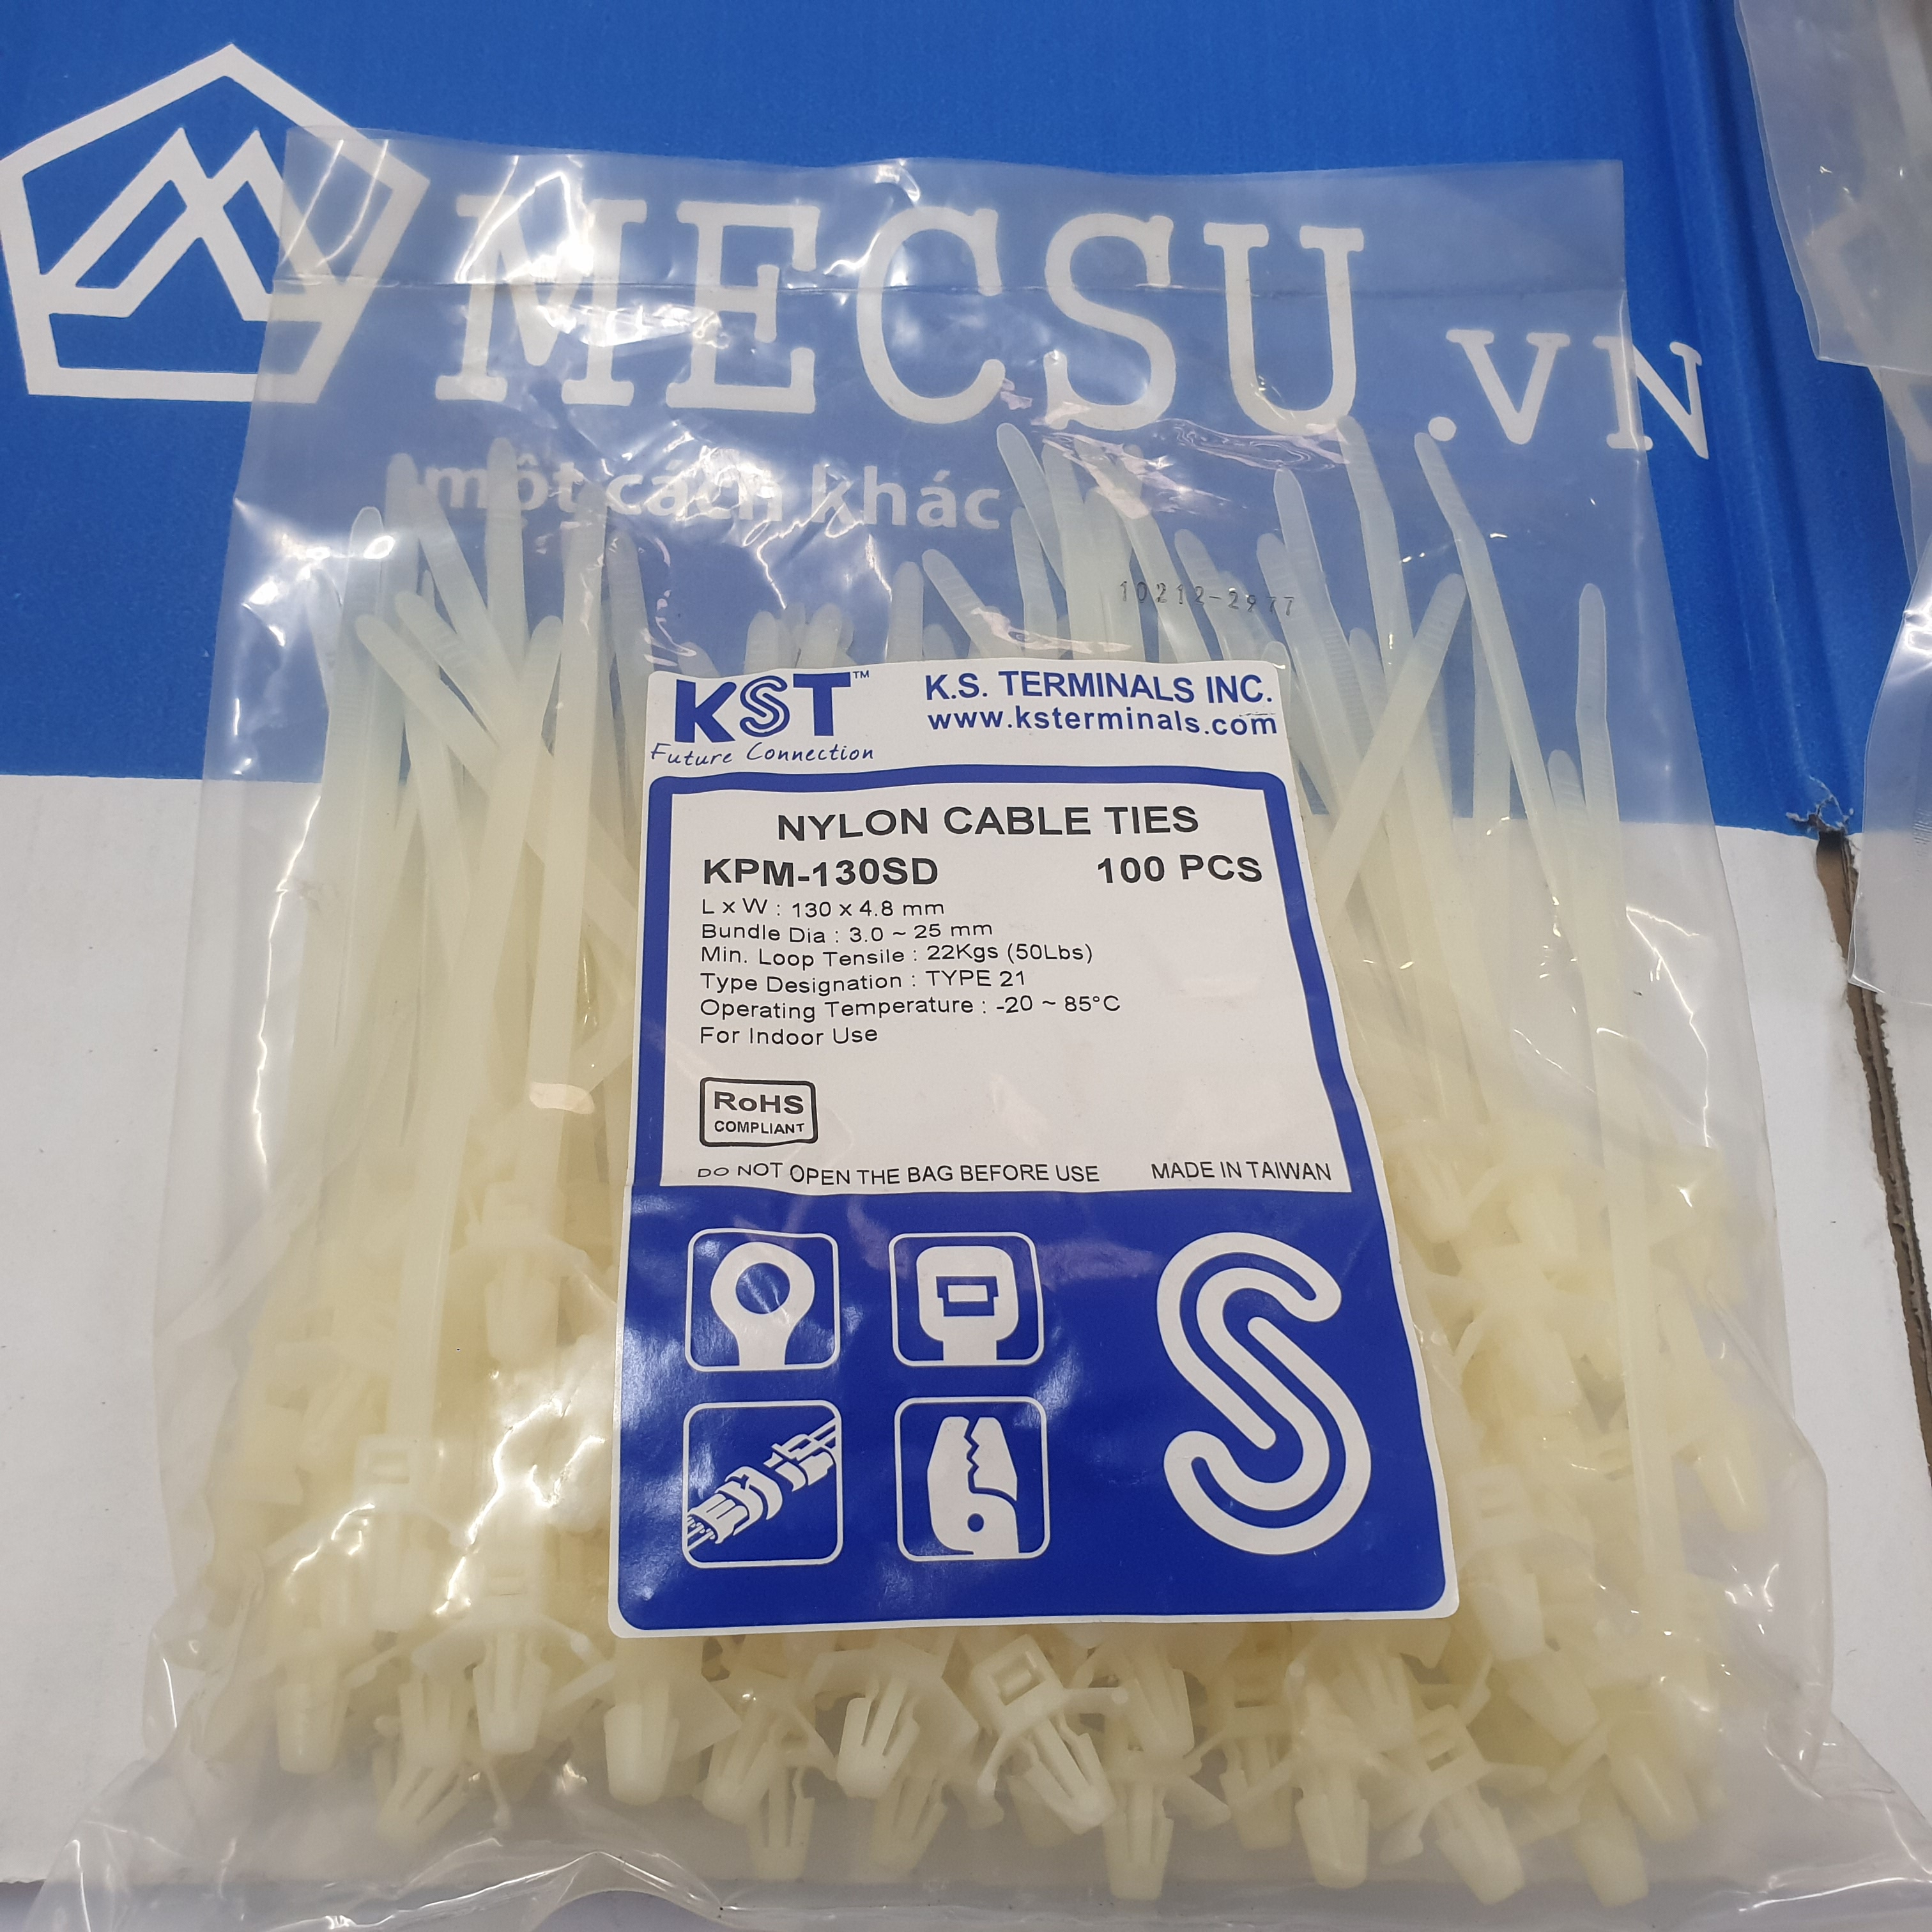 MECSU.VN
một cách khác
10212-2977
KST™
Future Connection
K.S. TERMINALS INC.
www.ksterminals.com
NYLON CABLE TIES
KPM-130SD 100 PCS
L x W : 130 x 4.8 mm
Bundle Dia : 3.0 ~ 25 mm
Min. Loop Tensile : 22Kgs (50Lbs)
Type Designation : TYPE 21
Operating Temperature : -20 ~ 85°C
For Indoor Use
RoHS
COMPLIANT
DO NOT OPEN THE BAG BEFORE USE MADE IN TAIWAN